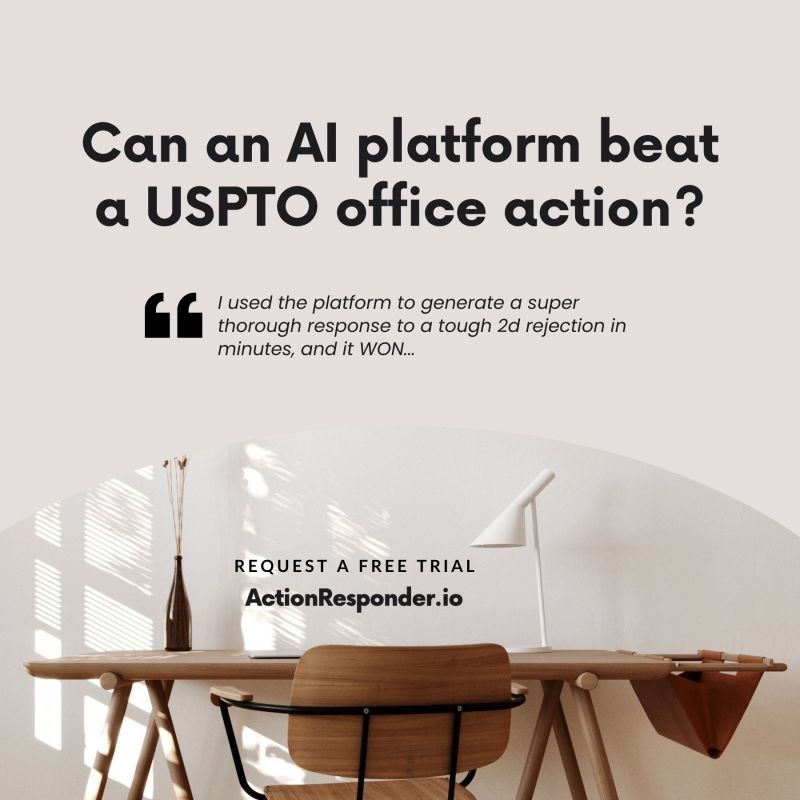 Can an AI platform beat
a USPTO office action?
I used the platform to generate a super
thorough response to a tough 2d rejection in
minutes, and it WON...
REQUEST A FREE TRIAL
ActionResponder.io